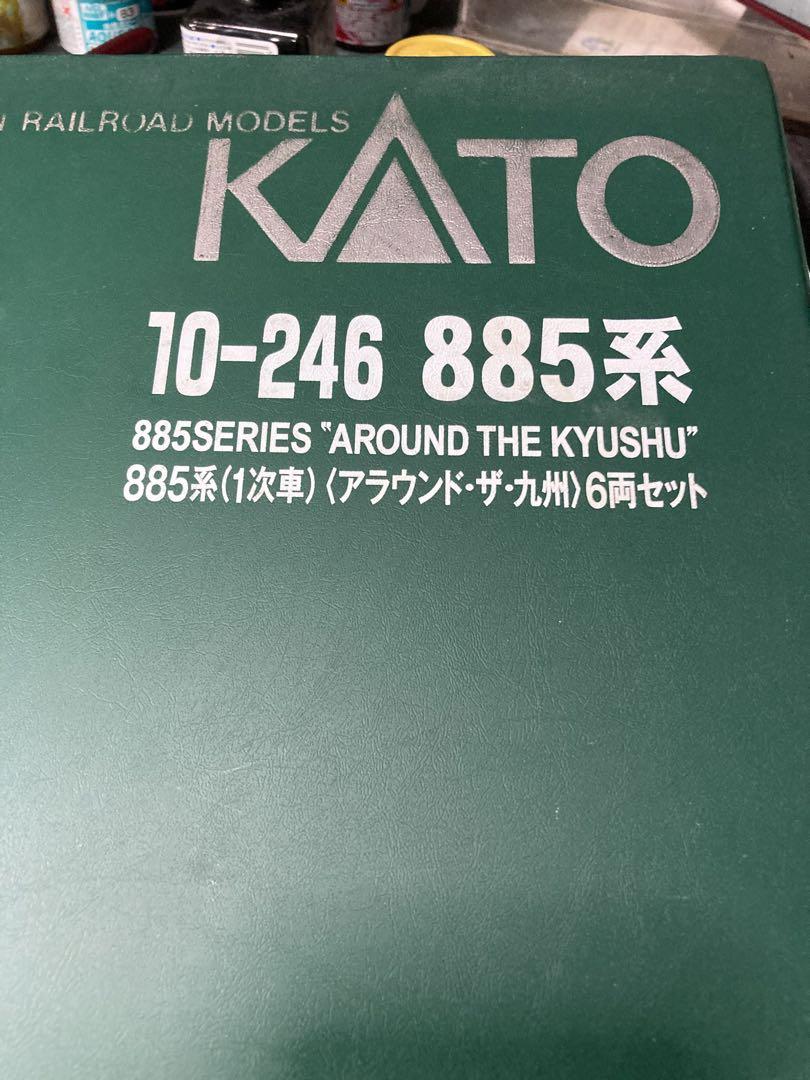 RAILROAD MODELS
KATO
10-246 885系
885SERIES “AROUND THE KYUSHU”
885系(1次車)〈アラウンド・ザ・九州〉6両セット